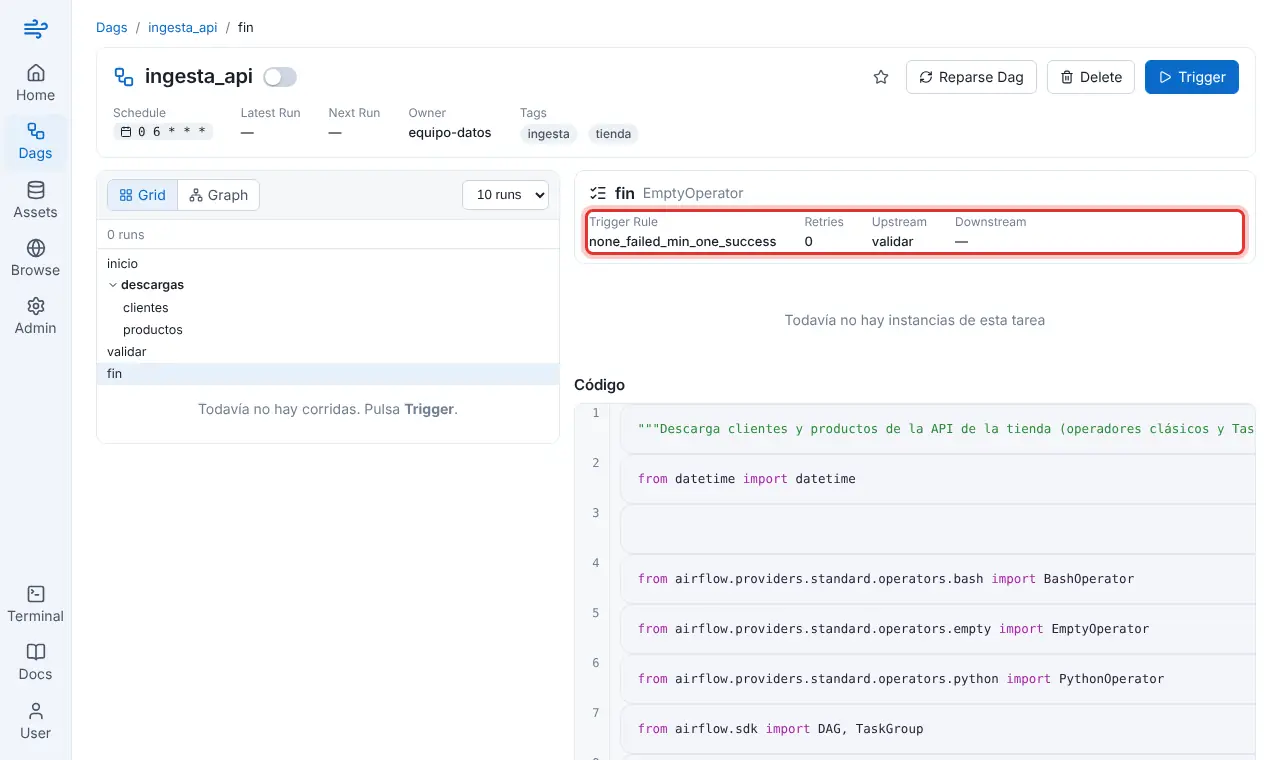 Home
Dags
Assets
Browse
Admin
Terminal
Docs
User
Dags / ingesta_api / fin
ingesta_api
Reparse Dag
Delete
Trigger
Schedule
0 6 * * *
Latest Run
—
Next Run
—
Owner
equipo-datos
Tags
ingesta tienda
Grid
Graph
10 runs
0 runs
inicio
descargas
clientes
productos
validar
fin
Todavía no hay corridas. Pulsa Trigger.
fin EmptyOperator
Trigger Rule
none_failed_min_one_success
Retries
0
Upstream
validar
Downstream
—
Todavía no hay instancias de esta tarea
Código
1 """Descarga clientes y productos de la API de la tienda (operadores clásicos y Tas
2 from datetime import datetime
3
4 from airflow.providers.standard.operators.bash import BashOperator
5 from airflow.providers.standard.operators.empty import EmptyOperator
6 from airflow.providers.standard.operators.python import PythonOperator
7 from airflow.sdk import DAG, TaskGroup